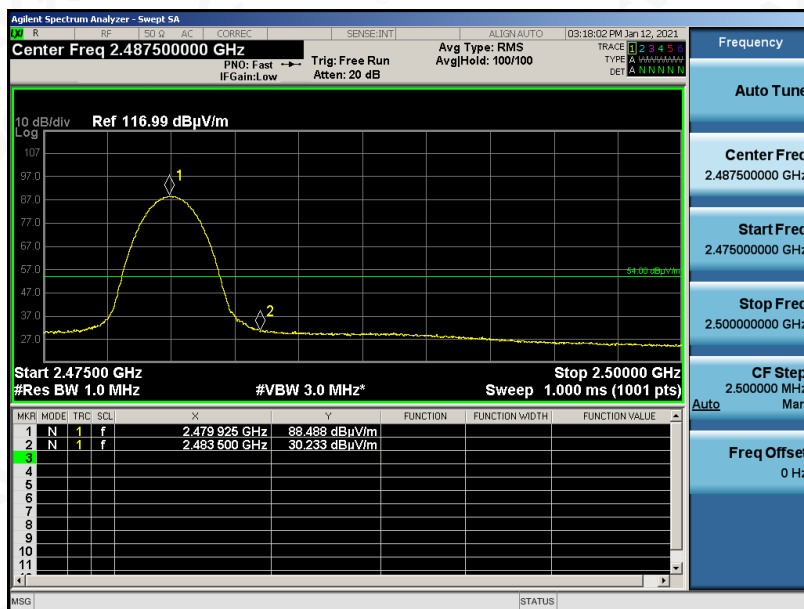 Agilent Spectrum Analyzer - Swept SA
LXI R RF 50 Ω AC CORREC SENSE:INT ALIGN AUTO 03:18:02 PM Jan 12, 2021
Center Freq 2.487500000 GHz
PNO: Fast
IFGain:Low
Trig: Free Run
Atten: 20 dB
Avg Type: RMS
Avg|Hold: 100/100
TRACE 1 2 3 4 5 6
TYPE A WWWWW
DET A N N N N N
10 dB/div
Log
Ref 116.99 dBµV/m
107
97.0
87.0
77.0
67.0
57.0
47.0
37.0
27.0
1
2
54.00 dBµV/m
Start 2.47500 GHz
Stop 2.50000 GHz
#Res BW 1.0 MHz
#VBW 3.0 MHz*
Sweep 1.000 ms (1001 pts)
MKR MODE TRC SCL X Y FUNCTION FUNCTION WIDTH FUNCTION VALUE
1 N 1 f 2.479 925 GHz 88.488 dBµV/m
2 N 1 f 2.483 500 GHz 30.233 dBµV/m
3
4
5
6
7
8
9
10
11
MSG
STATUS
Frequency
Auto Tune
Center Freq
2.487500000 GHz
Start Freq
2.475000000 GHz
Stop Freq
2.500000000 GHz
CF Step
2.500000 MHz
Auto Man
Freq Offset
0 Hz